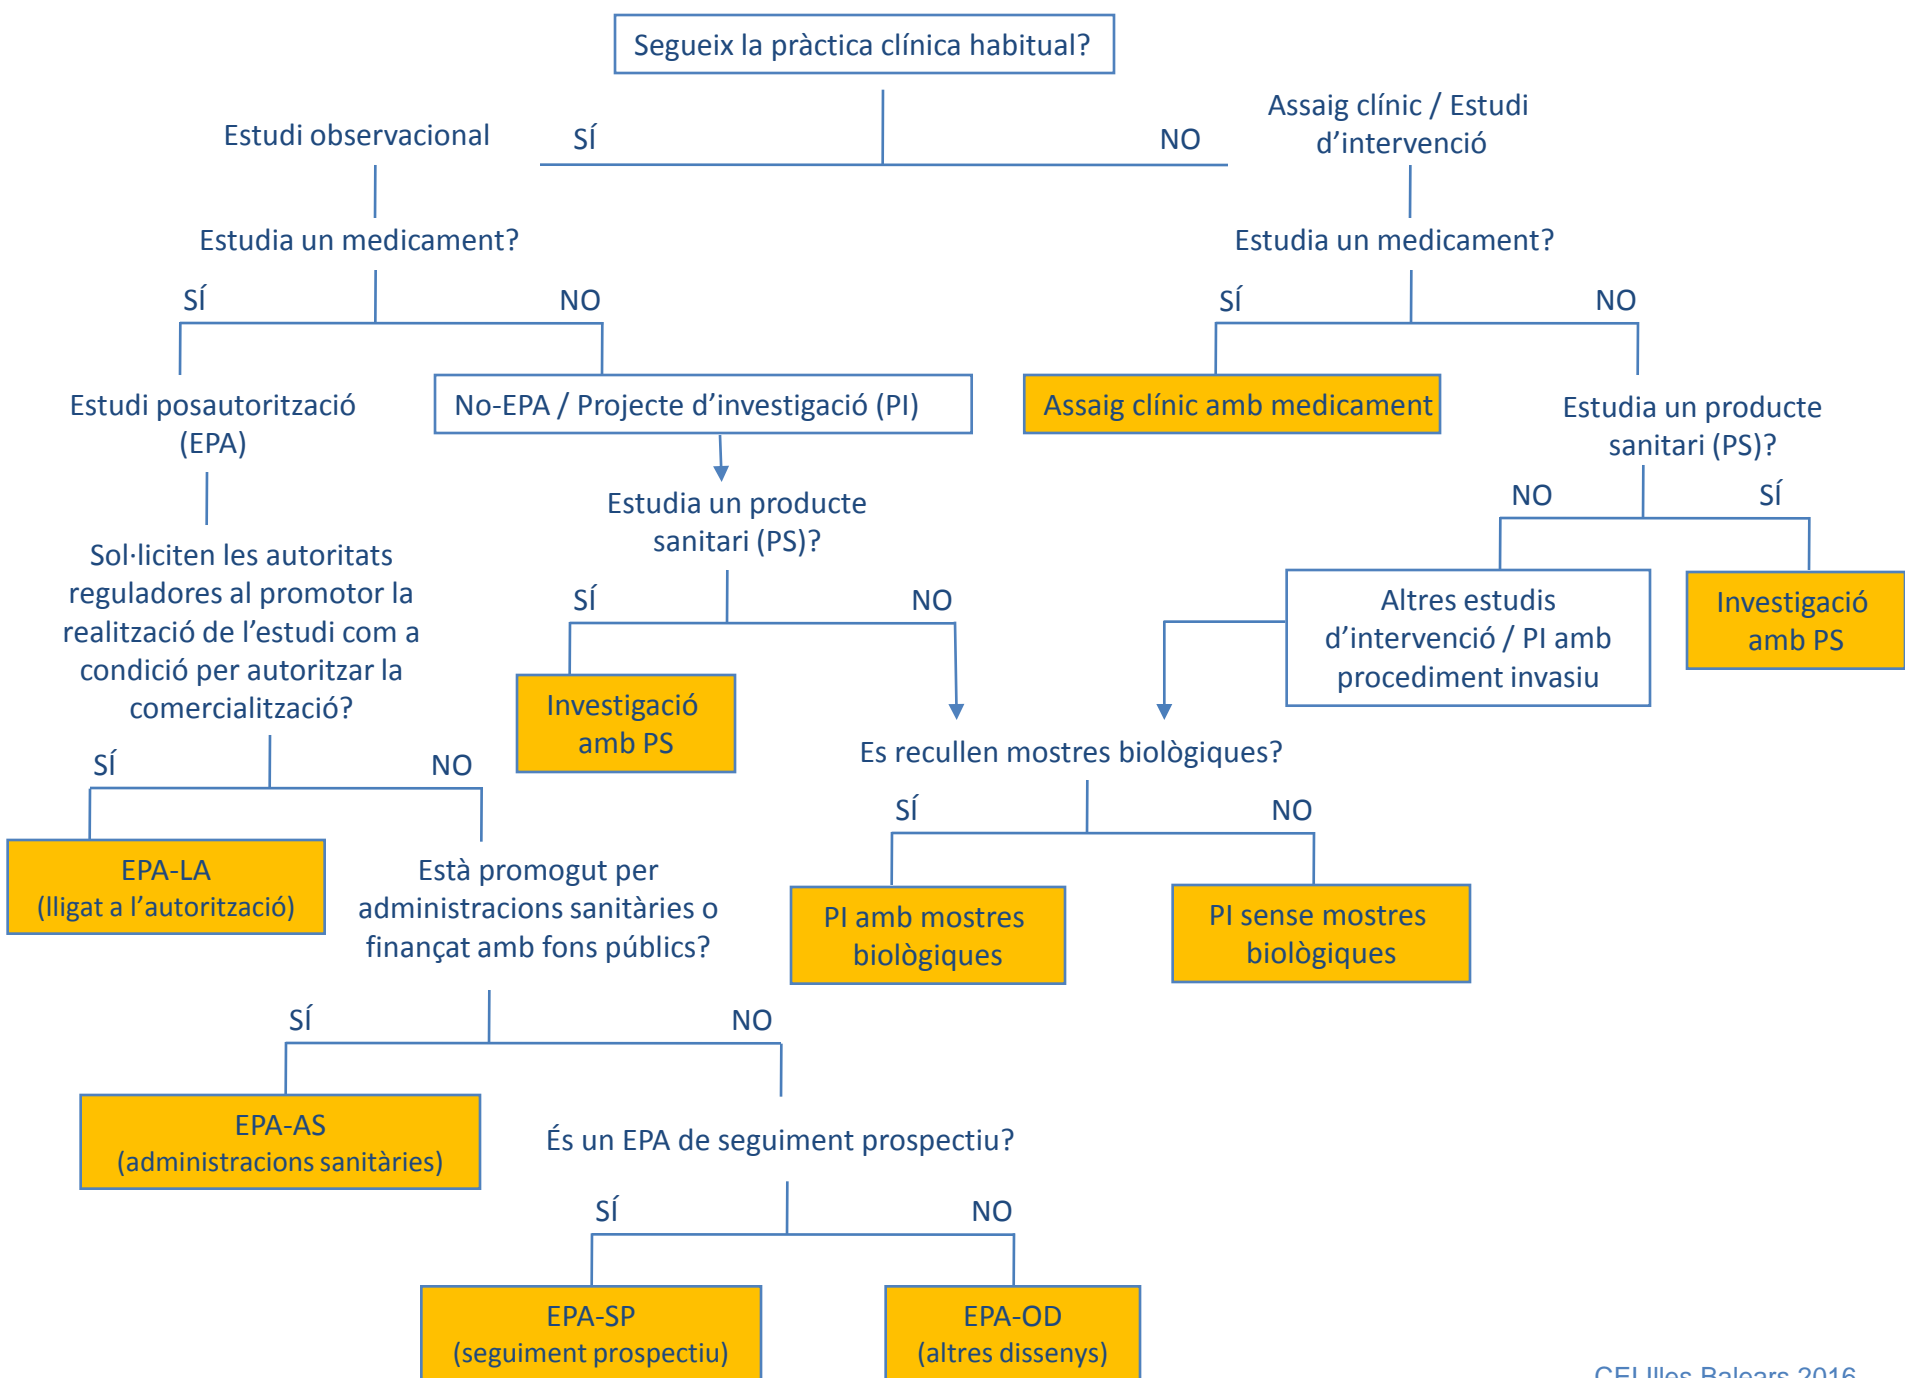 Segueix la pràctica clínica habitual?
Estudi observacional
SÍ
NO
Assaig clínic / Estudi
d’intervenció
Estudia un medicament?
Estudia un medicament?
SÍ
NO
SÍ
NO
Estudi posautorització
(EPA)
No-EPA / Projecte d’investigació (PI)
Assaig clínic amb medicament
Estudia un producte
sanitari (PS)?
Estudia un producte
sanitari (PS)?
NO
SÍ
Sol·liciten les autoritats
reguladores al promotor la
realització de l’estudi com a
condició per autoritzar la
comercialització?
SÍ
NO
Altres estudis
d’intervenció / PI amb
procediment invasiu
Investigació
amb PS
Investigació
amb PS
Es recullen mostres biològiques?
SÍ
NO
SÍ
NO
EPA-LA
(lligat a l’autorització)
Està promogut per
administracions sanitàries o
finançat amb fons públics?
PI amb mostres
biològiques
PI sense mostres
biològiques
SÍ
NO
EPA-AS
(administracions sanitàries)
És un EPA de seguiment prospectiu?
SÍ
NO
EPA-SP
(seguiment prospectiu)
EPA-OD
(altres dissenys)
CEI Illes Balears 2016